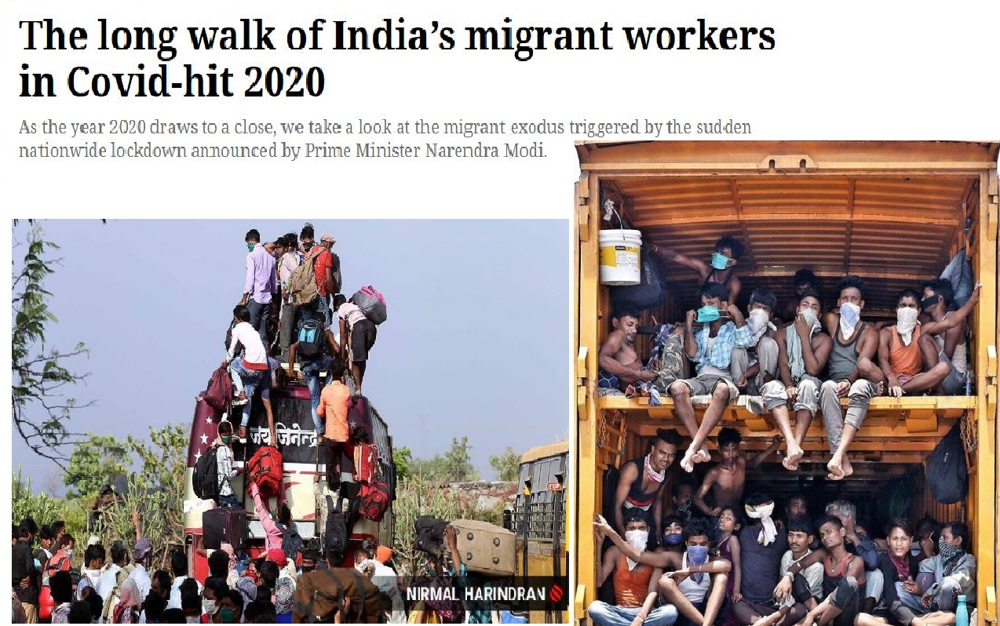 The long walk of India's migrant workers
in Covid-hit 2020
As the year 2020 draws to a close, we take a look at the migrant exodus triggered by the sudden
nationwide lockdown announced by Prime Minister Narendra Modi.
जय जिनेन्द्र
NIRMAL HARINDRAN